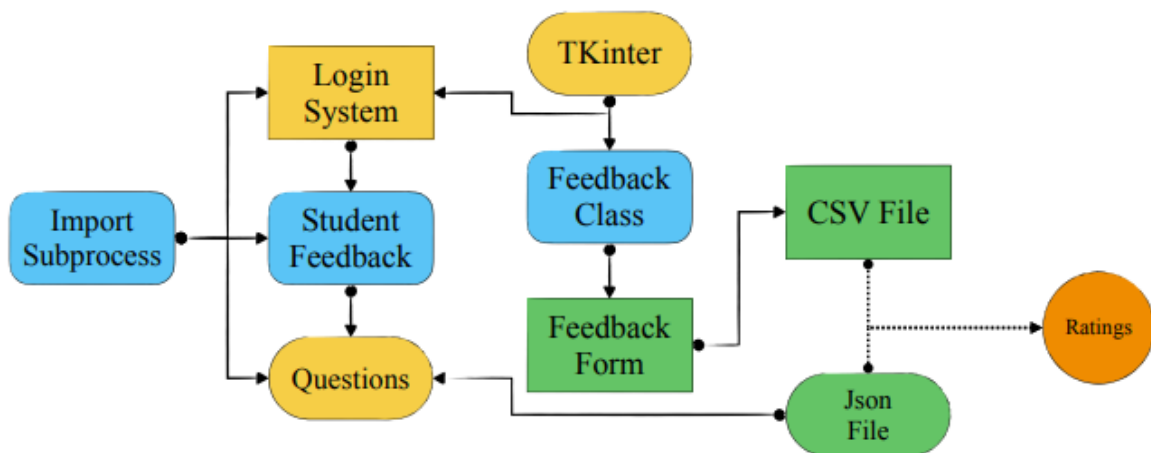 TKinter
Login
System
Feedback
Class
CSV File
Import
Subprocess
Student
Feedback
Ratings
Feedback
Form
Questions
Json
File